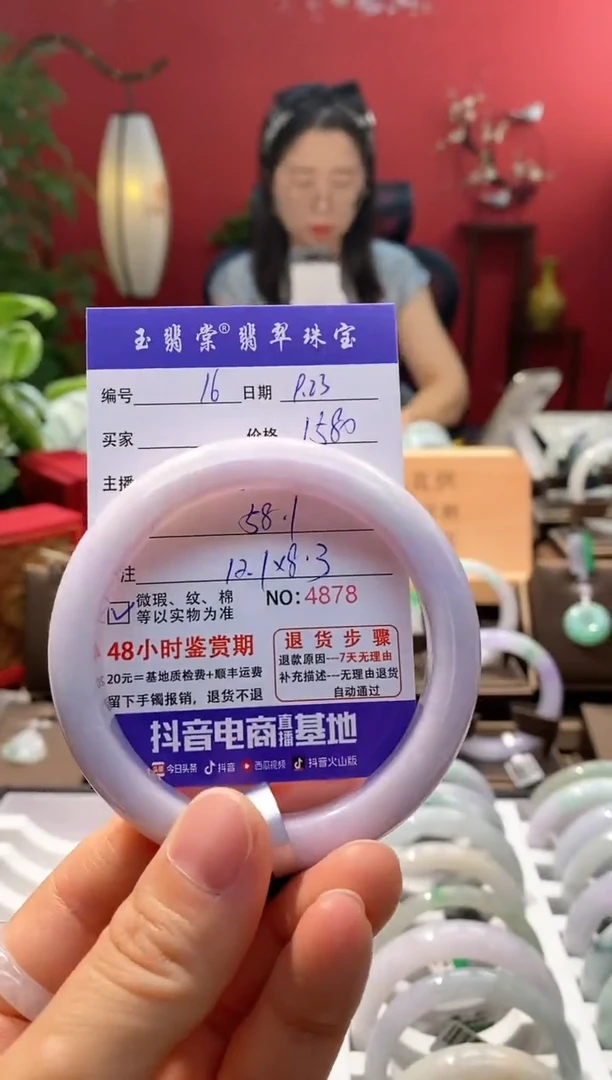 玉翡棠®翡翠珠宝
编号 16 日期 9.23
买家 价格 1580
主播
58.1
注 12.1×8.3
微瑕、纹、棉
等以实物为准
NO:4878
48小时鉴赏期
20元=基地质检费+顺丰运费
留下手镯报销，退货不退
退货步骤
退款原因---7天无理由
补充描述---无理由退货
自动通过
抖音电商直播基地
头条 今日头条 抖音 西瓜视频 抖音火山版